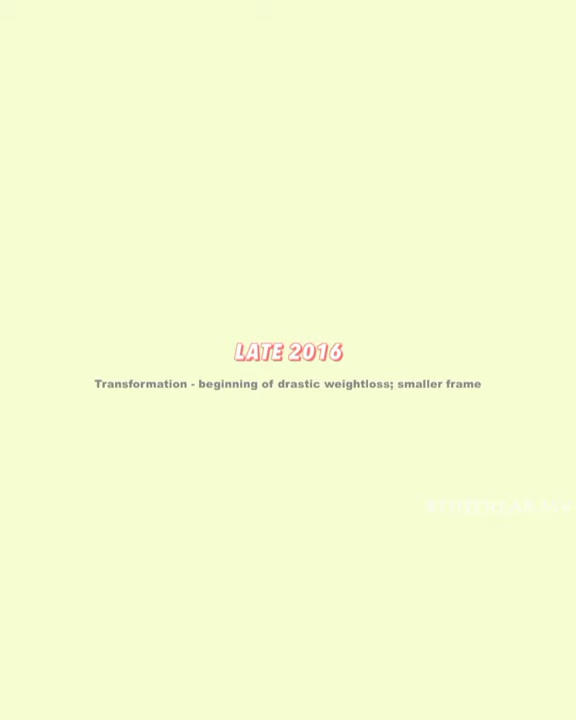 LATE 2016
Transformation - beginning of drastic weightloss; smaller frame